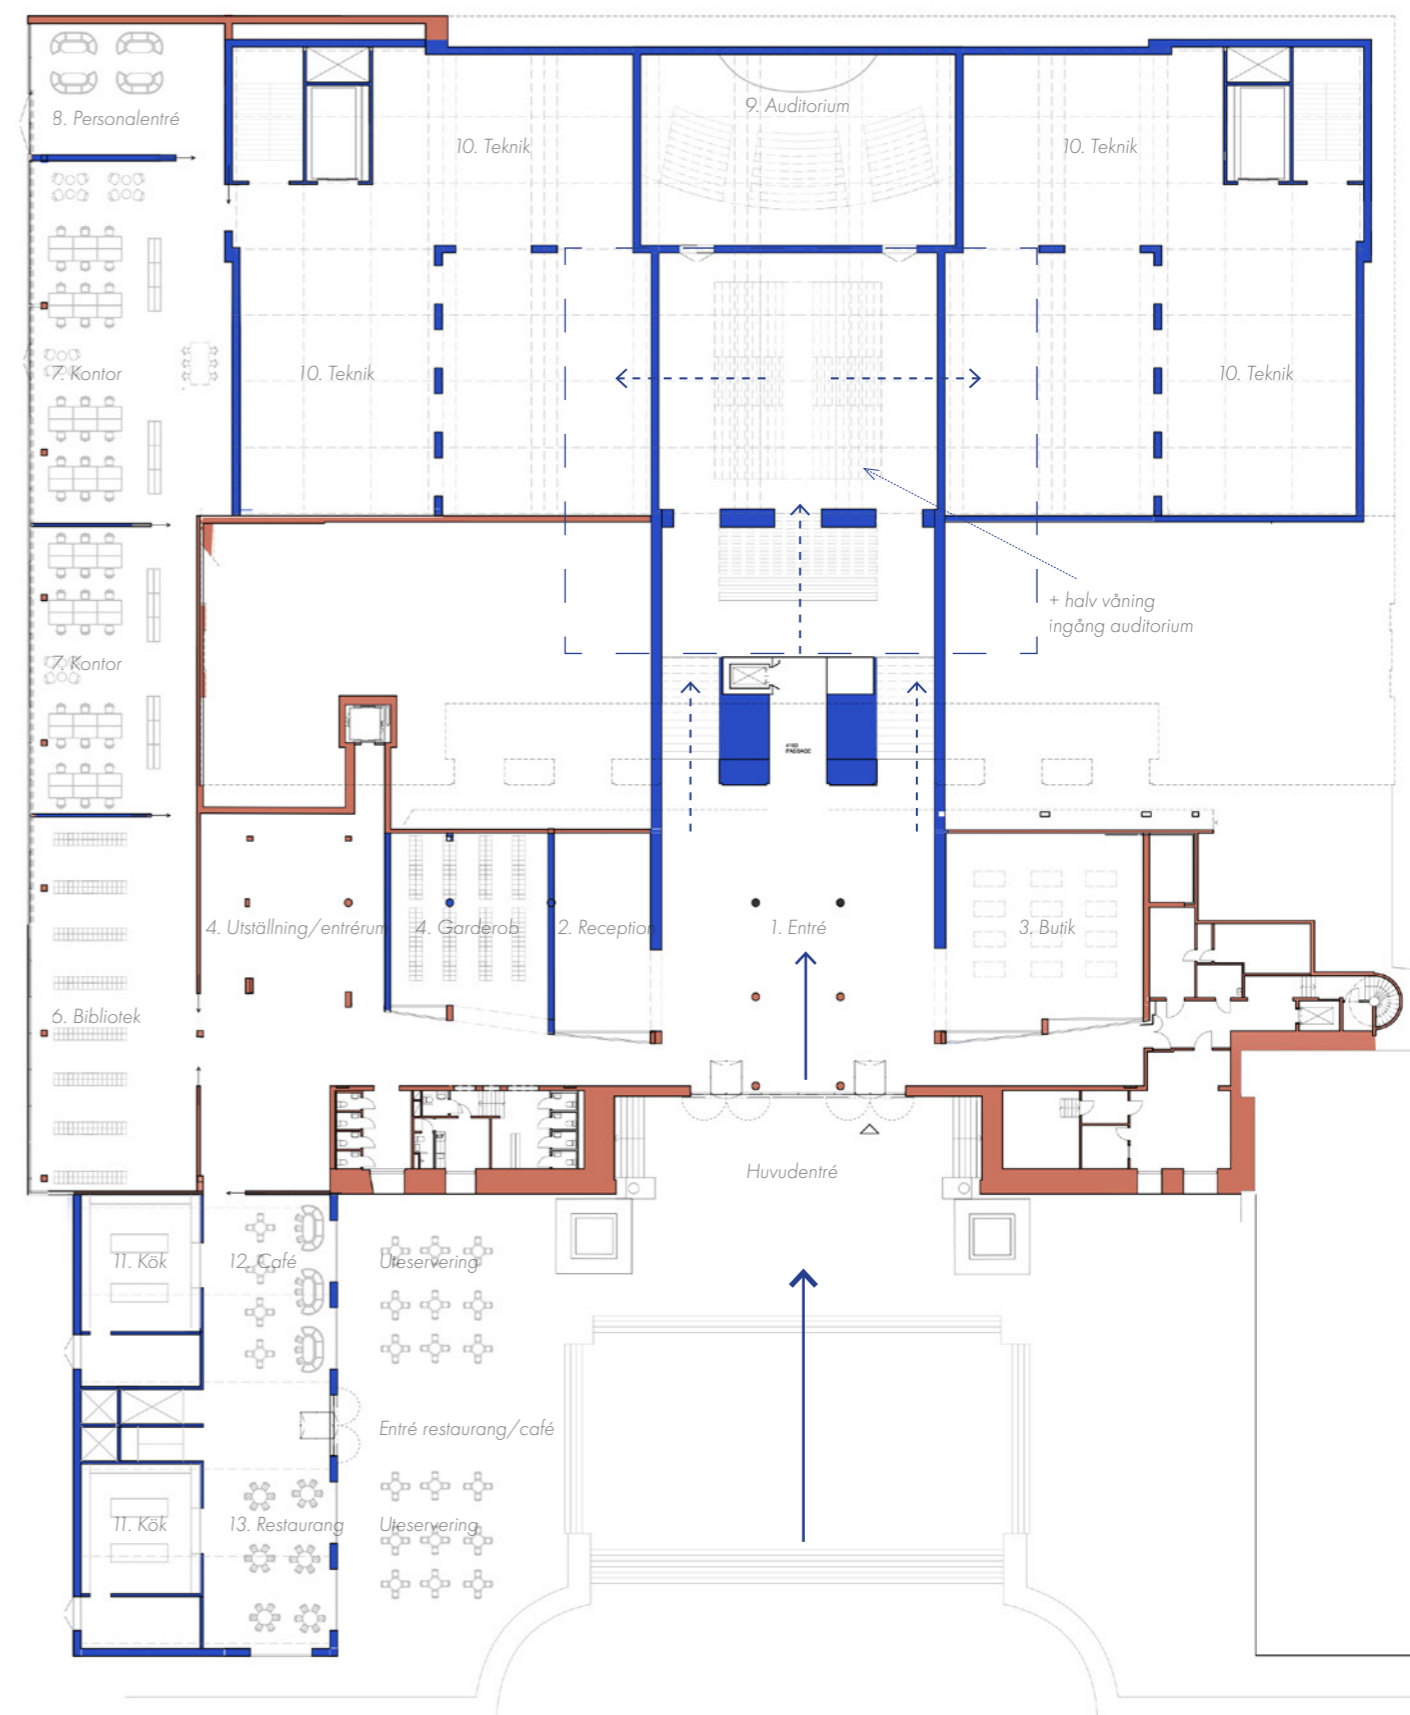 9. Auditorium
8. Personalentré
10. Teknik
10. Teknik
7. Kontor
10. Teknik
10. Teknik
+ halv våning
ingång auditorium
7. Kontor
4180
PASSAGE
4. Utställning/entrérum
4. Garderob
2. Reception
1. Entré
3. Butik
6. Bibliotek
Huvudentré
11. Kök
12. Café
Uteservering
Entré restaurang/café
11. Kök
13. Restaurang
Uteservering